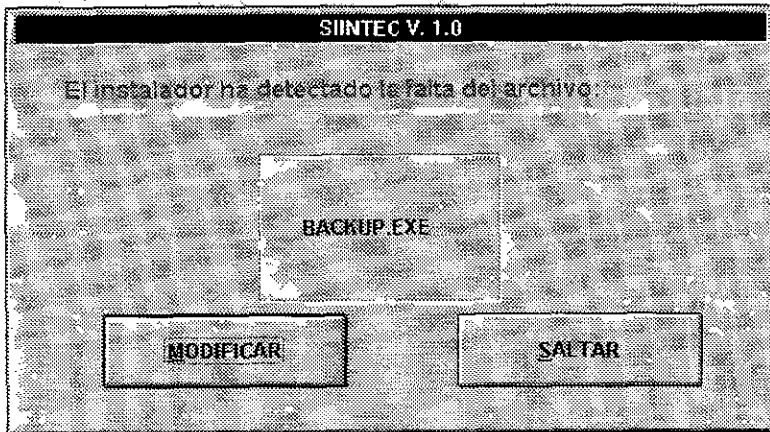 SIINTEC V. 1.0
El instalador ha detectado la falta del archivo:
BACKUP.EXE
MODIFICAR SALTAR